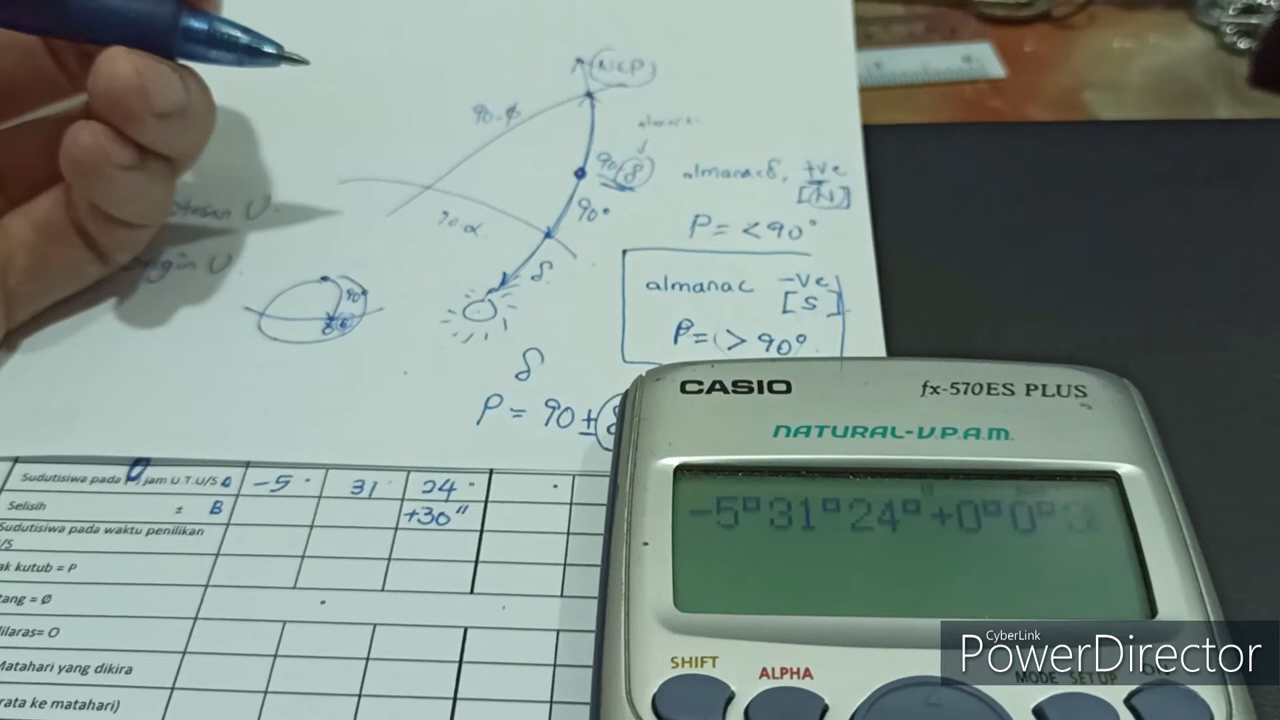 NCP
90-ϕ
90 δ
almanac δ, +ve
[N]
90°
P = < 90°
90-α
δ
almanac -ve
[S]
P = > 90°
90°
δ
P = 90 ±
CASIO fx-570ES PLUS
NATURAL-V.P.A.M.
-5°31°24°+0°0°
SHIFT ALPHA MODE SETUP
Sudutisiwa pada 0 jam U.T.U/S -5° 31' 24"
Selisih ± B +30"
Sudutisiwa pada waktu penilikan
/S
ak kutub = P
tang = Ø
ilaras= O
Matahari yang dikira
rata ke matahari)
CyberLink
PowerDirector